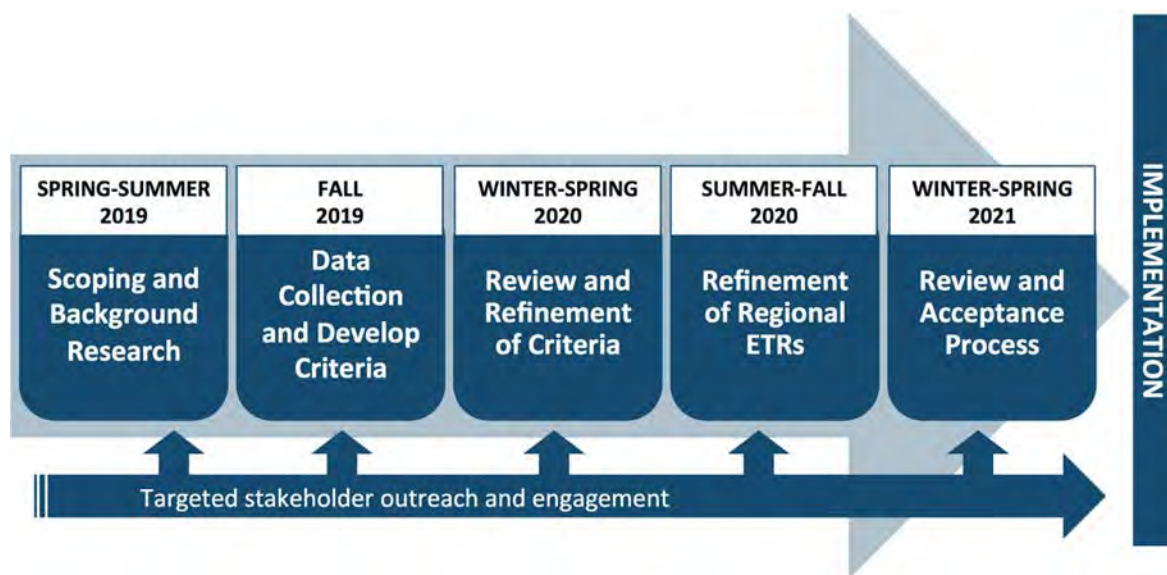 SPRING-SUMMER
2019
Scoping and
Background
Research
FALL
2019
Data
Collection
and Develop
Criteria
WINTER-SPRING
2020
Review and
Refinement
of Criteria
SUMMER-FALL
2020
Refinement
of Regional
ETRs
WINTER-SPRING
2021
Review and
Acceptance
Process
IMPLEMENTATION
Targeted stakeholder outreach and engagement